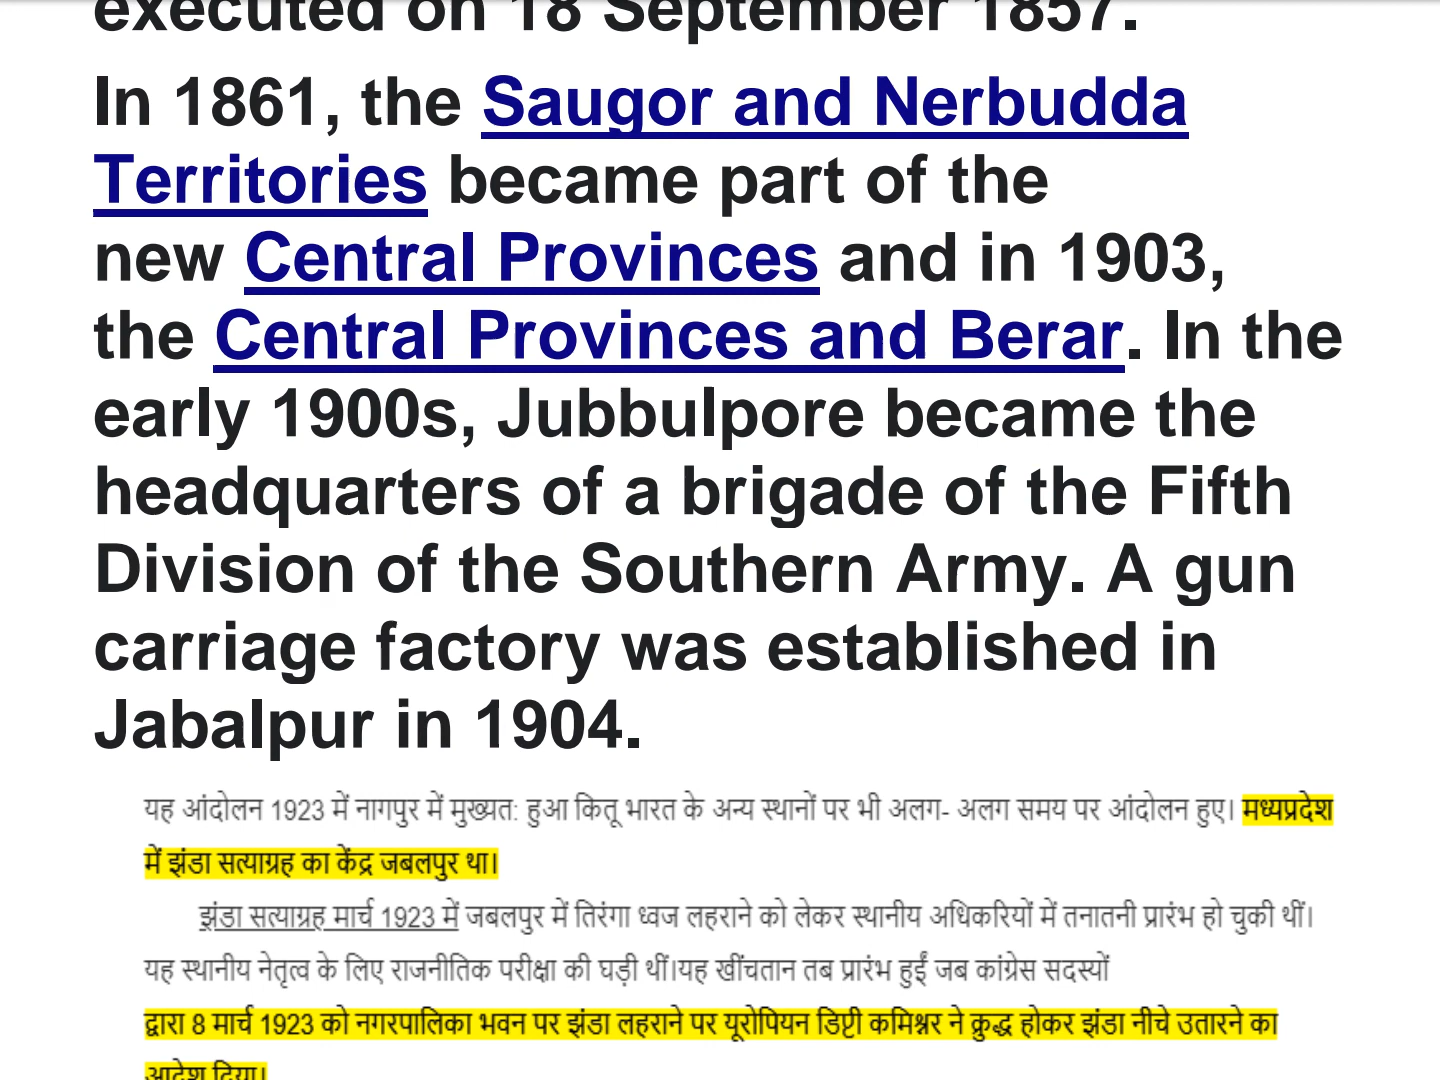 executed on 18 September 1857.
In 1861, the Saugor and Nerbudda
Territories became part of the
new Central Provinces and in 1903,
the Central Provinces and Berar. In the
early 1900s, Jubbulpore became the
headquarters of a brigade of the Fifth
Division of the Southern Army. A gun
carriage factory was established in
Jabalpur in 1904.
यह आंदोलन 1923 में नागपुर में मुख्यत: हुआ कितू भारत के अन्य स्थानों पर भी अलग- अलग समय पर आंदोलन हुए। मध्यप्रदेश
में झंडा सत्याग्रह का केंद्र जबलपुर था।
झंडा सत्याग्रह मार्च 1923 में जबलपुर में तिरंगा ध्वज लहराने को लेकर स्थानीय अधिकरियों में तनातनी प्रारंभ हो चुकी थीं।
यह स्थानीय नेतृत्व के लिए राजनीतिक परीक्षा की घड़ी थीं।यह खींचतान तब प्रारंभ हुईं जब कांग्रेस सदस्यों
द्वारा 8 मार्च 1923 को नगरपालिका भवन पर झंडा लहराने पर यूरोपियन डिप्टी कमिश्नर ने क्रुद्ध होकर झंडा नीचे उतारने का
आदेश दिया।